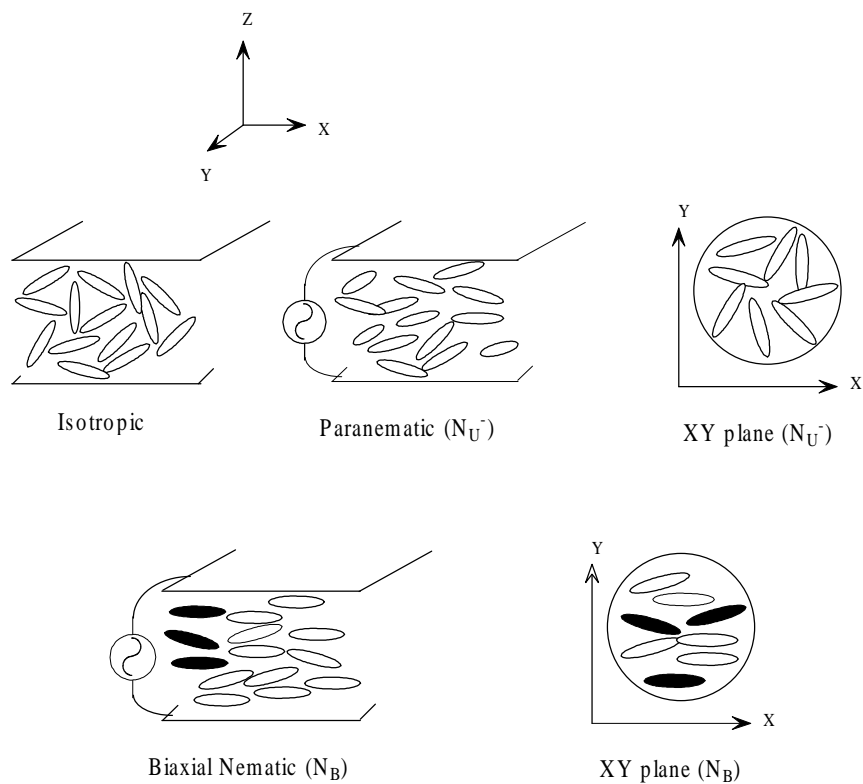 Z
X
Y
Y
X
Isotropic
Paranematic (N_U^-)
XY plane (N_U^-)
Y
X
Biaxial Nematic (N_B)
XY plane (N_B)